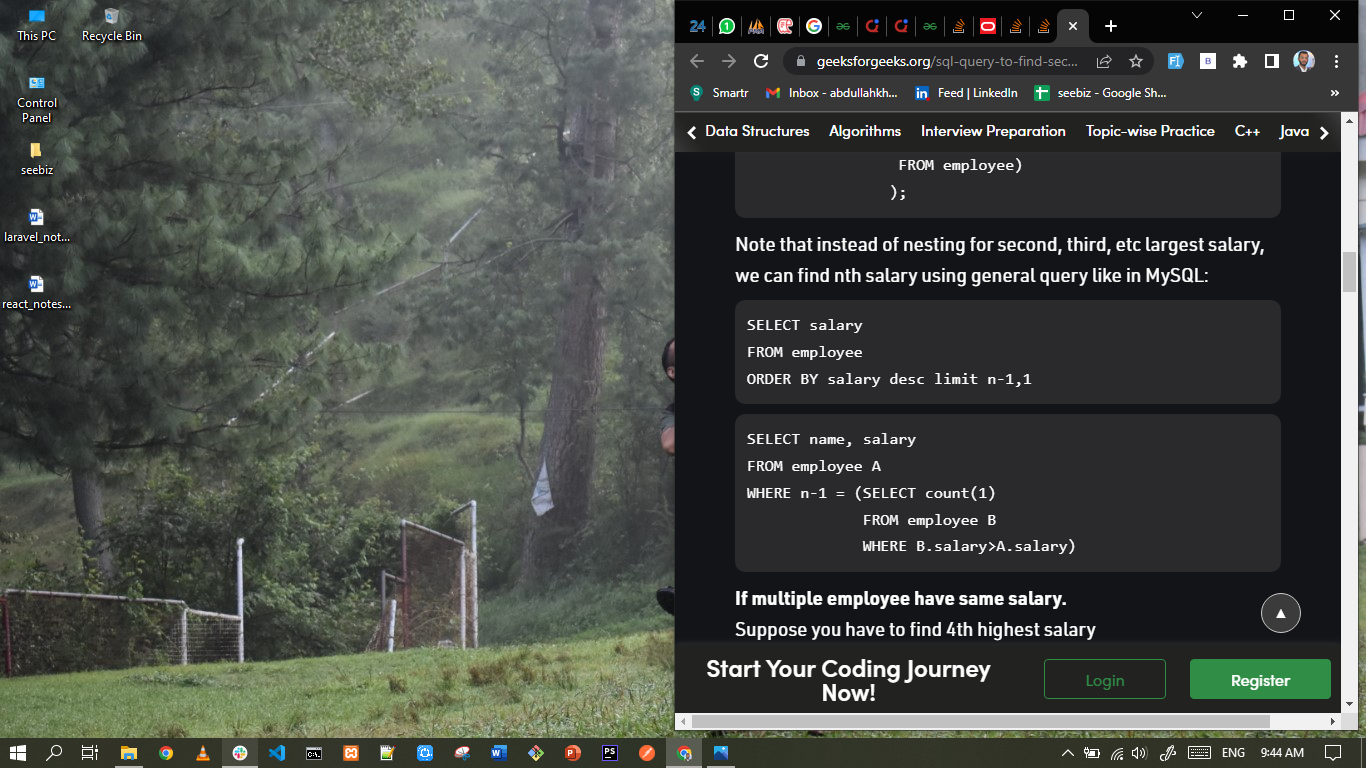 This PC
Recycle Bin
Control
Panel
seebiz
laravel_not...
react_notes...
24
1
geeksforgeeks.org/sql-query-to-find-sec...
Smartr
Inbox - abdullahkh...
Feed | LinkedIn
seebiz - Google Sh...
»
Data Structures
Algorithms
Interview Preparation
Topic-wise Practice
C++
Java
FROM employee)
);
Note that instead of nesting for second, third, etc largest salary,
we can find nth salary using general query like in MySQL:
SELECT salary
FROM employee
ORDER BY salary desc limit n-1,1
SELECT name, salary
FROM employee A
WHERE n-1 = (SELECT count(1)
FROM employee B
WHERE B.salary>A.salary)
If multiple employee have same salary.
Suppose you have to find 4th highest salary
Start Your Coding Journey
Now!
Login
Register
ENG
9:44 AM